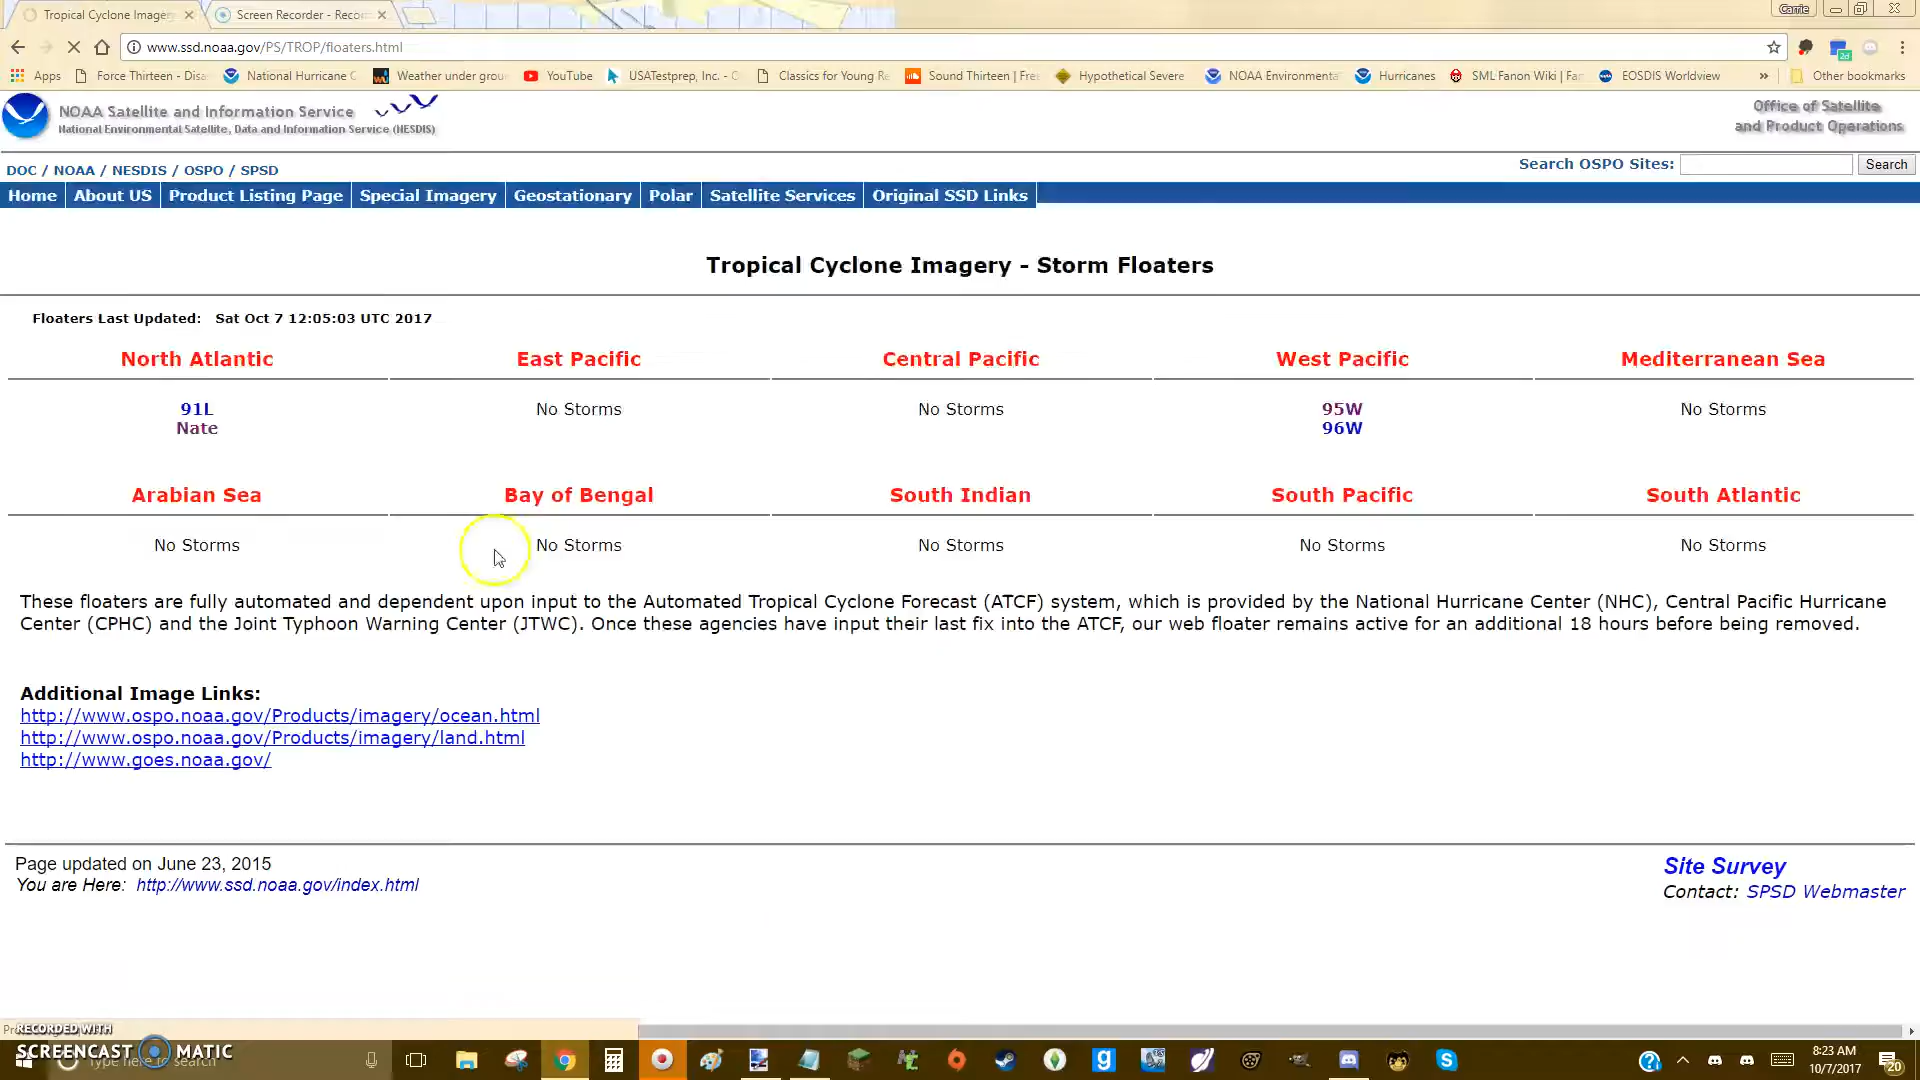 Tropical Cyclone Imagery
Screen Recorder - Reco
Carrie
www.ssd.noaa.gov/PS/TROP/floaters.html
Apps
Force Thirteen - Disa
National Hurricane C
Weather under grou
YouTube
USATestprep, Inc. - C
Classics for Young Re
Sound Thirteen | Fre
Hypothetical Severe
NOAA Environmenta
Hurricanes
SML Fanon Wiki | Fan
EOSDIS Worldview
» Other bookmarks
NOAA Satellite and Information Service
National Environmental Satellite, Data and Information Service (NESDIS)
Office of Satellite
and Product Operations
DOC / NOAA / NESDIS / OSPO / SPSD
Search OSPO Sites: Search
Home About US Product Listing Page Special Imagery Geostationary Polar Satellite Services Original SSD Links
Tropical Cyclone Imagery - Storm Floaters
Floaters Last Updated: Sat Oct 7 12:05:03 UTC 2017
North Atlantic East Pacific Central Pacific West Pacific Mediterranean Sea
91L No Storms No Storms 95W No Storms
Nate 96W
Arabian Sea Bay of Bengal South Indian South Pacific South Atlantic
No Storms No Storms No Storms No Storms No Storms
These floaters are fully automated and dependent upon input to the Automated Tropical Cyclone Forecast (ATCF) system, which is provided by the National Hurricane Center (NHC), Central Pacific Hurricane
Center (CPHC) and the Joint Typhoon Warning Center (JTWC). Once these agencies have input their last fix into the ATCF, our web floater remains active for an additional 18 hours before being removed.
Additional Image Links:
http://www.ospo.noaa.gov/Products/imagery/ocean.html
http://www.ospo.noaa.gov/Products/imagery/land.html
http://www.goes.noaa.gov/
Page updated on June 23, 2015
You are Here: http://www.ssd.noaa.gov/index.html
Site Survey
Contact: SPSD Webmaster
RECORDED WITH
SCREENCAST MATIC
Type here to search
8:23 AM
10/7/2017
20